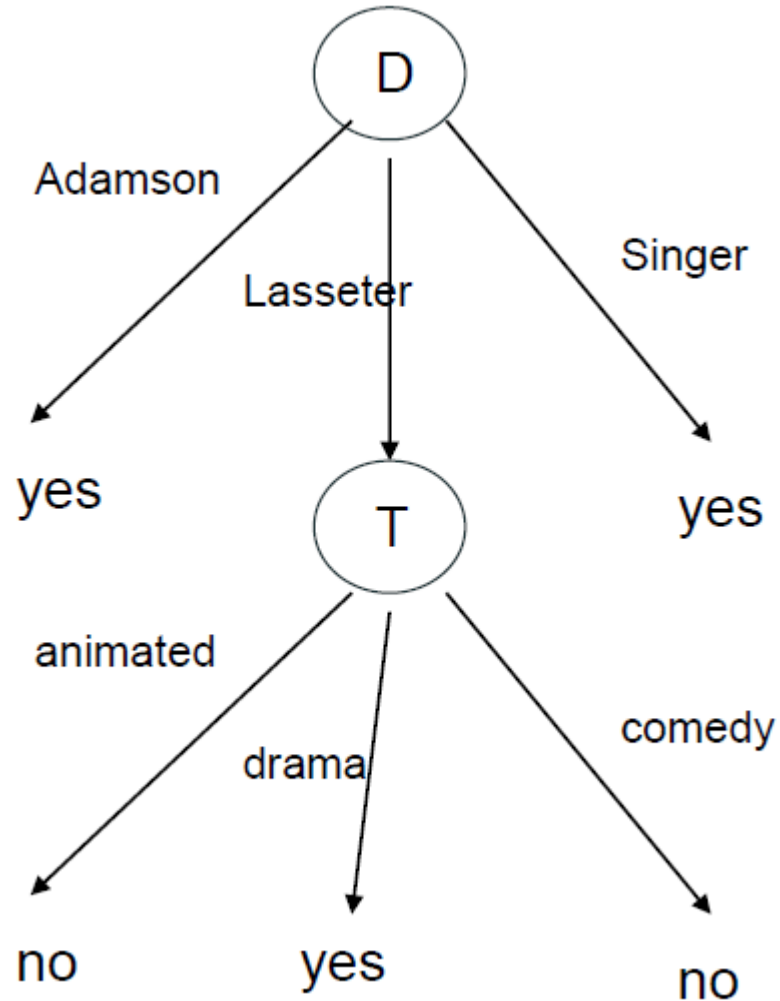 D
Adamson
Singer
Lasseter
yes
yes
T
animated
comedy
drama
no
yes
no